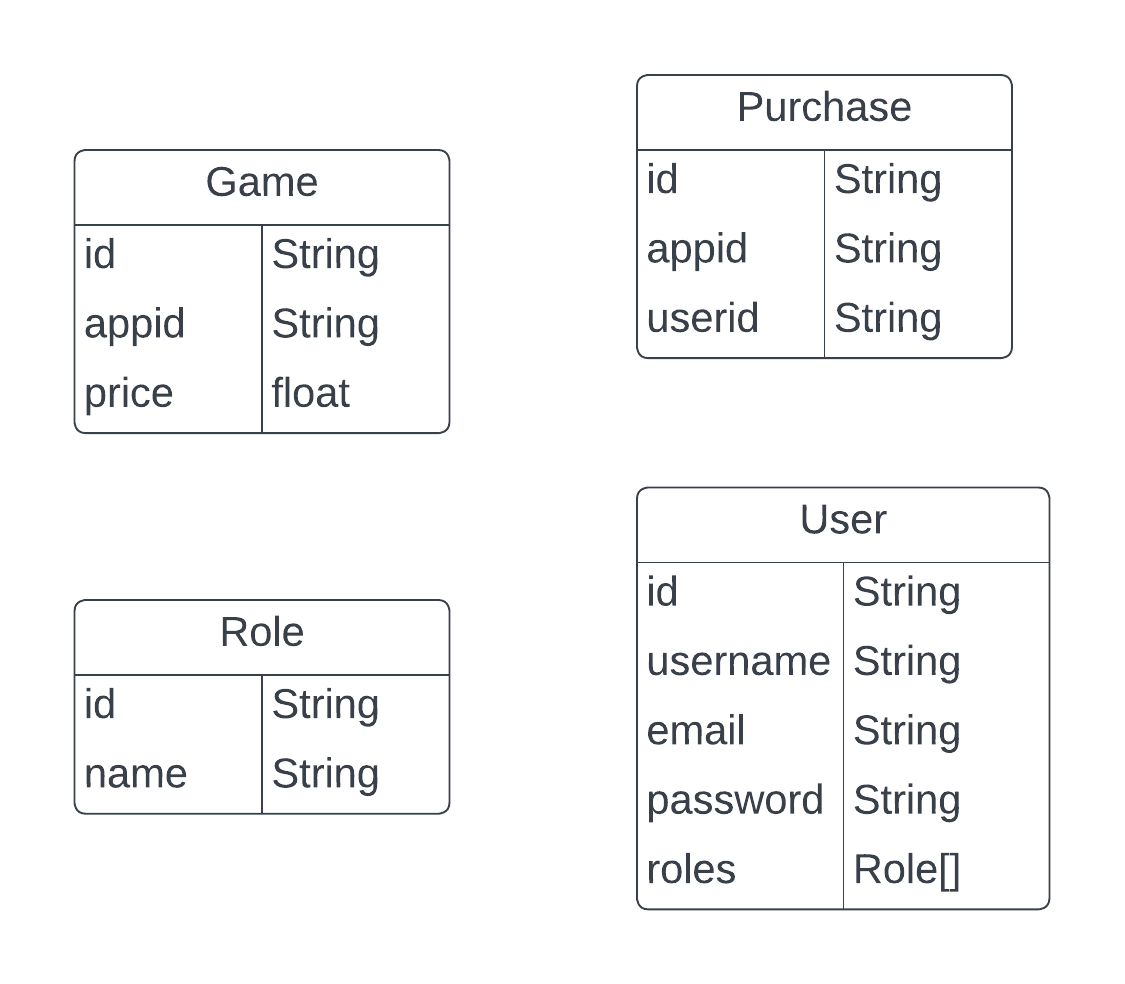 Game
id String
appid String
price float
Purchase
id String
appid String
userid String
Role
id String
name String
User
id String
username String
email String
password String
roles Role[]